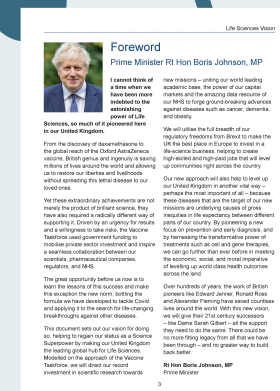 Life Sciences Vision
Foreword
Prime Minister Rt Hon Boris Johnson, MP
I cannot think of
a time when we
have been more
indebted to the
astonishing
power of Life
Sciences, so much of it pioneered here
in our United Kingdom.
From the discovery of dexamethasone to
the global reach of the Oxford AstraZeneca
vaccine, British genius and ingenuity is saving
millions of lives around the world and allowing
us to restore our liberties and livelihoods
without spreading this lethal disease to our
loved ones.
Yet these extraordinary achievements are not
merely the product of brilliant science, they
have also required a radically different way of
supporting it. Driven by an urgency for results
and a willingness to take risks, the Vaccine
Taskforce used government funding to
mobilise private sector investment and inspire
a seamless collaboration between our
scientists, pharmaceutical companies,
regulators, and NHS.
The great opportunity before us now is to
learn the lessons of this success and make
this exception the new norm, bottling the
formula we have developed to tackle Covid
and applying it to the search for life-changing
breakthroughs against other diseases.
This document sets out our vision for doing
so, helping to regain our status as a Science
Superpower by making our United Kingdom
the leading global hub for Life Sciences.
Modelled on the approach of the Vaccine
Taskforce, we will direct our record
investment in scientific research towards
new missions – uniting our world leading
academic base, the power of our capital
markets and the amazing data resource of
our NHS to forge ground-breaking advances
against diseases such as cancer, dementia,
and obesity.
We will utilise the full breadth of our
regulatory freedoms from Brexit to make the
UK the best place in Europe to invest in a
life-science business, helping to create
high-skilled and high-paid jobs that will level
up communities right across the country.
Our new approach will also help to level up
our United Kingdom in another vital way –
perhaps the most important of all – because
these diseases that are the target of our new
missions are underlying causes of gross
inequalities in life expectancy between different
parts of our country. By pioneering a new
focus on prevention and early diagnosis, and
by harnessing the transformative power of
treatments such as cell and gene therapies,
we can go further than ever before in meeting
the economic, social, and moral imperative
of levelling up world class health outcomes
across the land.
Over hundreds of years, the work of British
pioneers like Edward Jenner, Ronald Ross
and Alexander Fleming have saved countless
lives around the world. With this new vision,
we will give their 21st century successors
– like Dame Sarah Gilbert – all the support
they need to do the same. There could be
no more fitting legacy from all that we have
been through – and no greater way to build
back better.
Rt Hon Boris Johnson, MP
Prime Minister
3